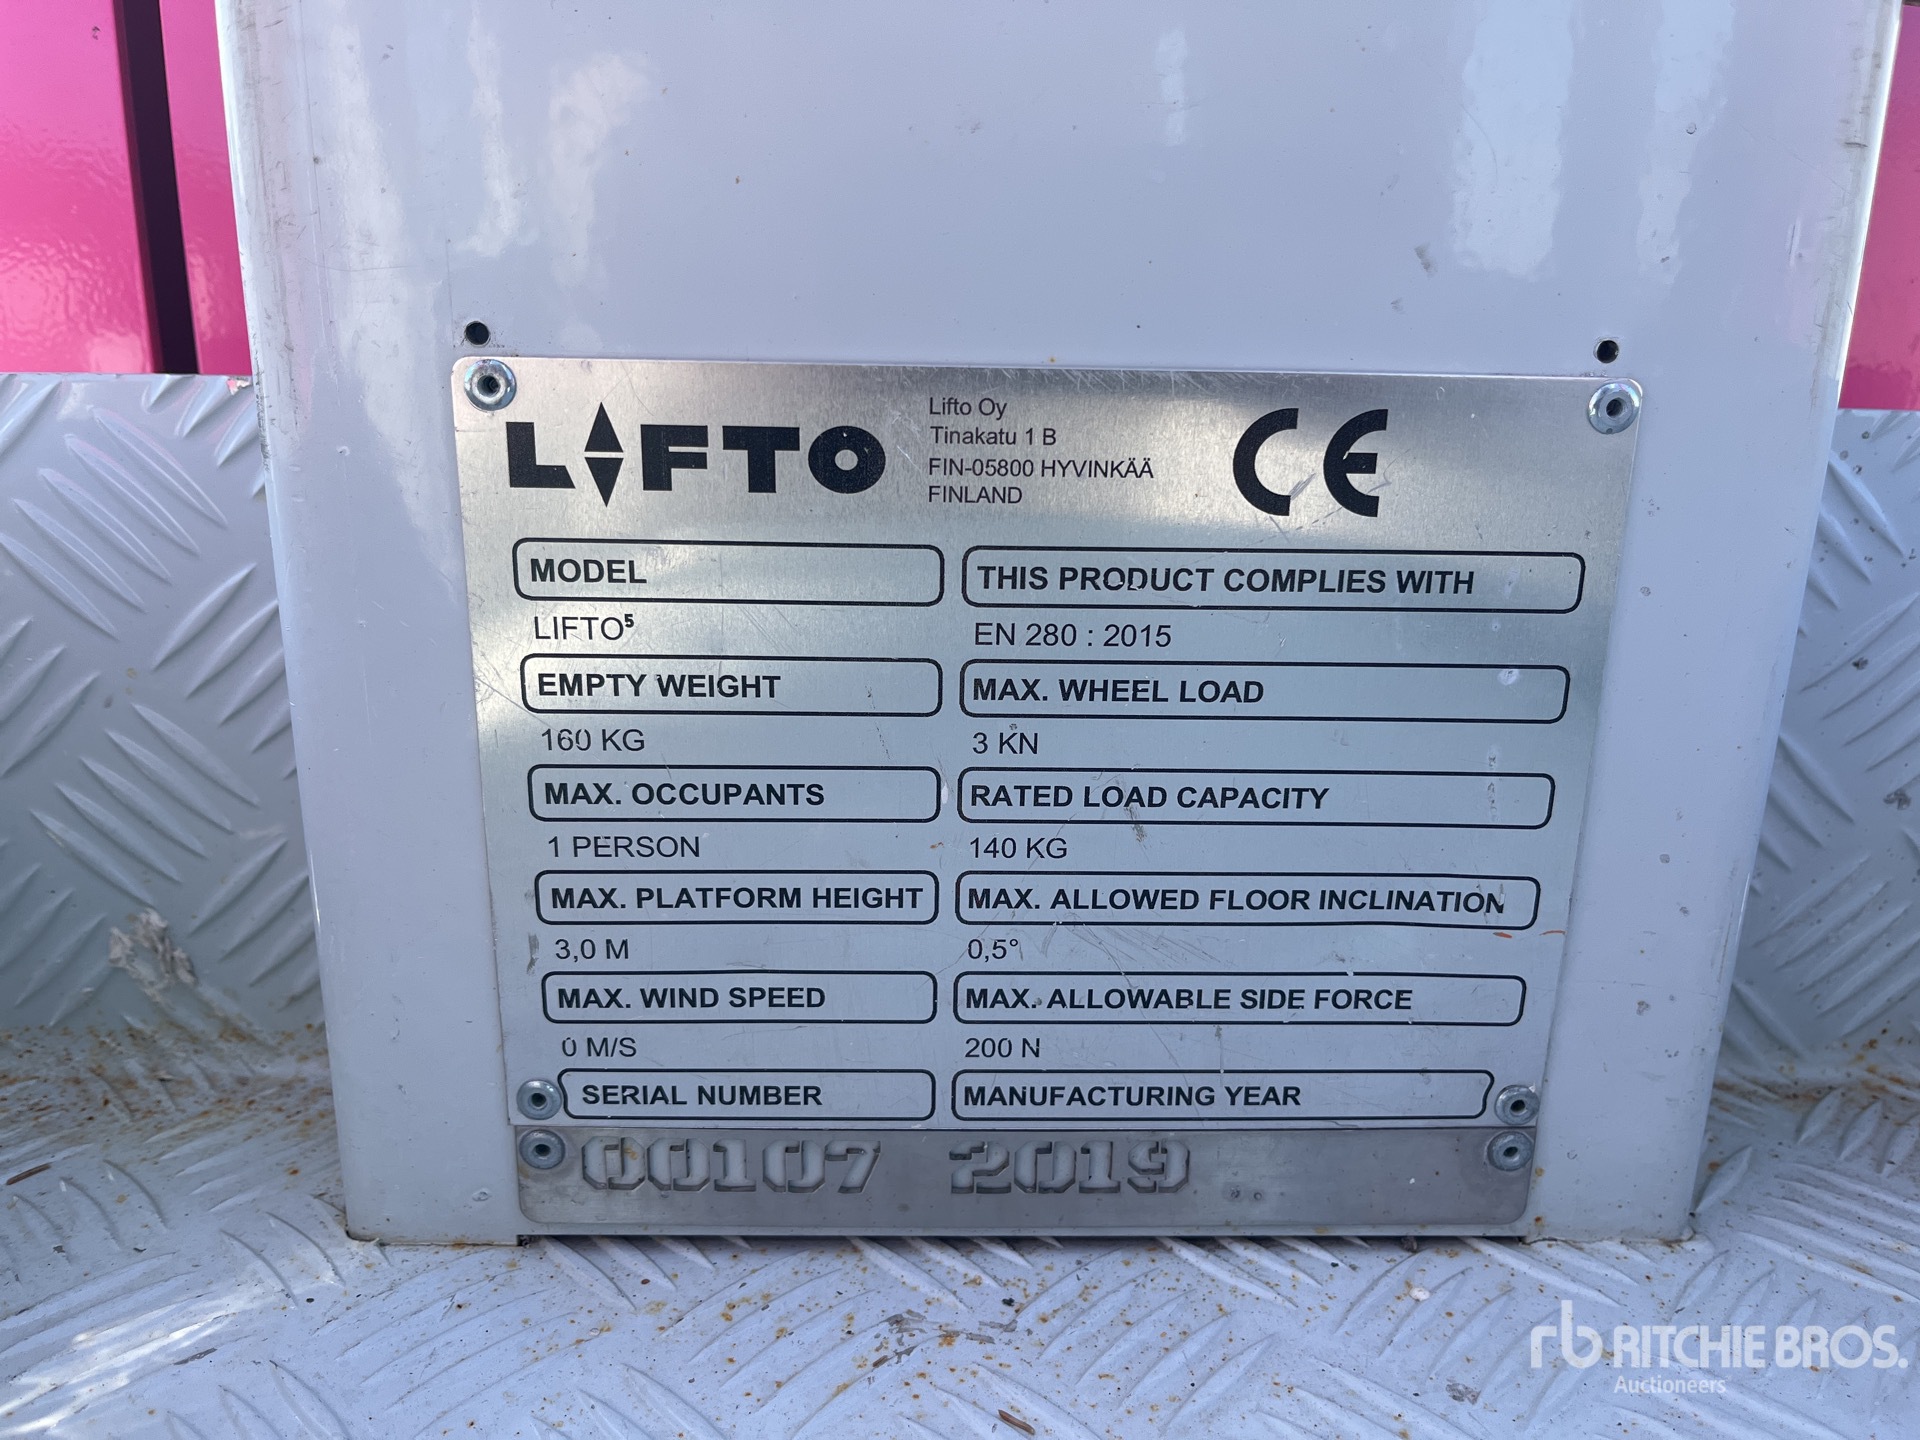 LIFTO
Lifto Oy
Tinakatu 1 B
FIN-05800 HYVINKÄÄ
FINLAND
CE
MODEL
LIFTO⁵
THIS PRODUCT COMPLIES WITH
EN 280 : 2015
EMPTY WEIGHT
160 KG
MAX. WHEEL LOAD
3 KN
MAX. OCCUPANTS
1 PERSON
RATED LOAD CAPACITY
140 KG
MAX. PLATFORM HEIGHT
3,0 M
MAX. ALLOWED FLOOR INCLINATION
0,5°
MAX. WIND SPEED
0 M/S
MAX. ALLOWABLE SIDE FORCE
200 N
SERIAL NUMBER
00107
MANUFACTURING YEAR
2019
rb RITCHIE BROS.
Auctioneers